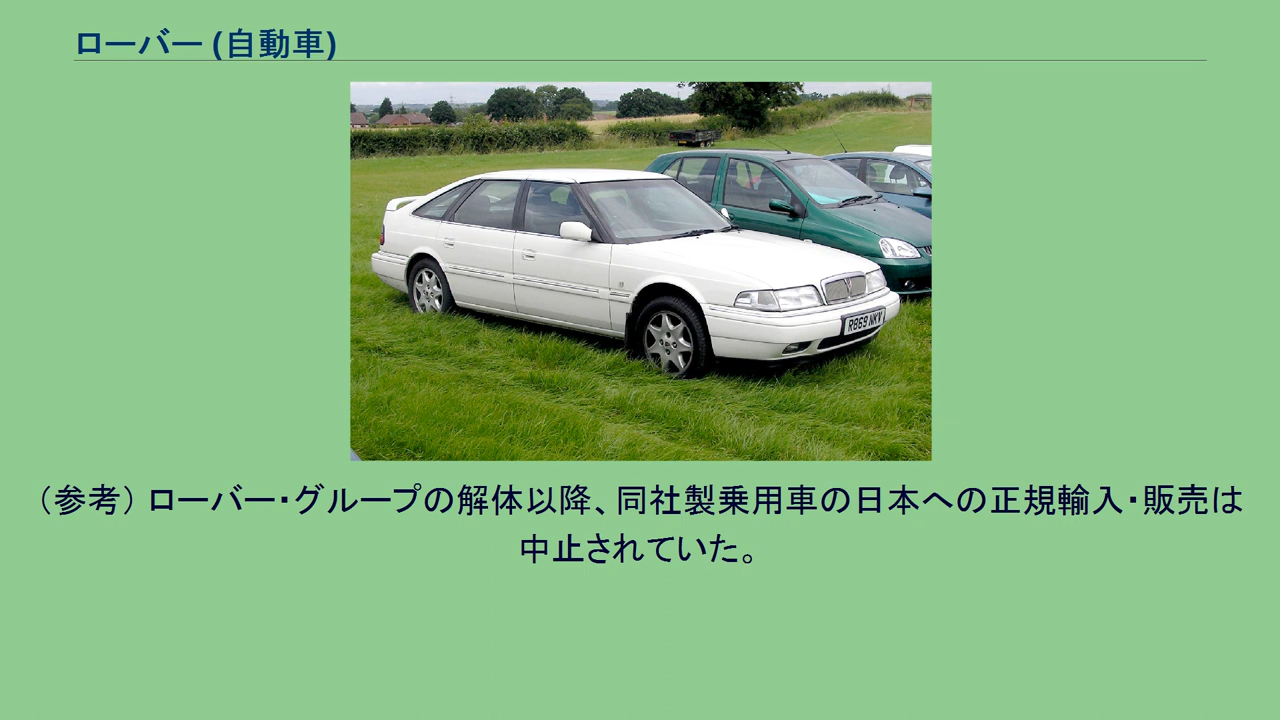 ローバー (自動車)
R869 NKV
（参考） ローバー・グループの解体以降、同社製乗用車の日本への正規輸入・販売は
中止されていた。